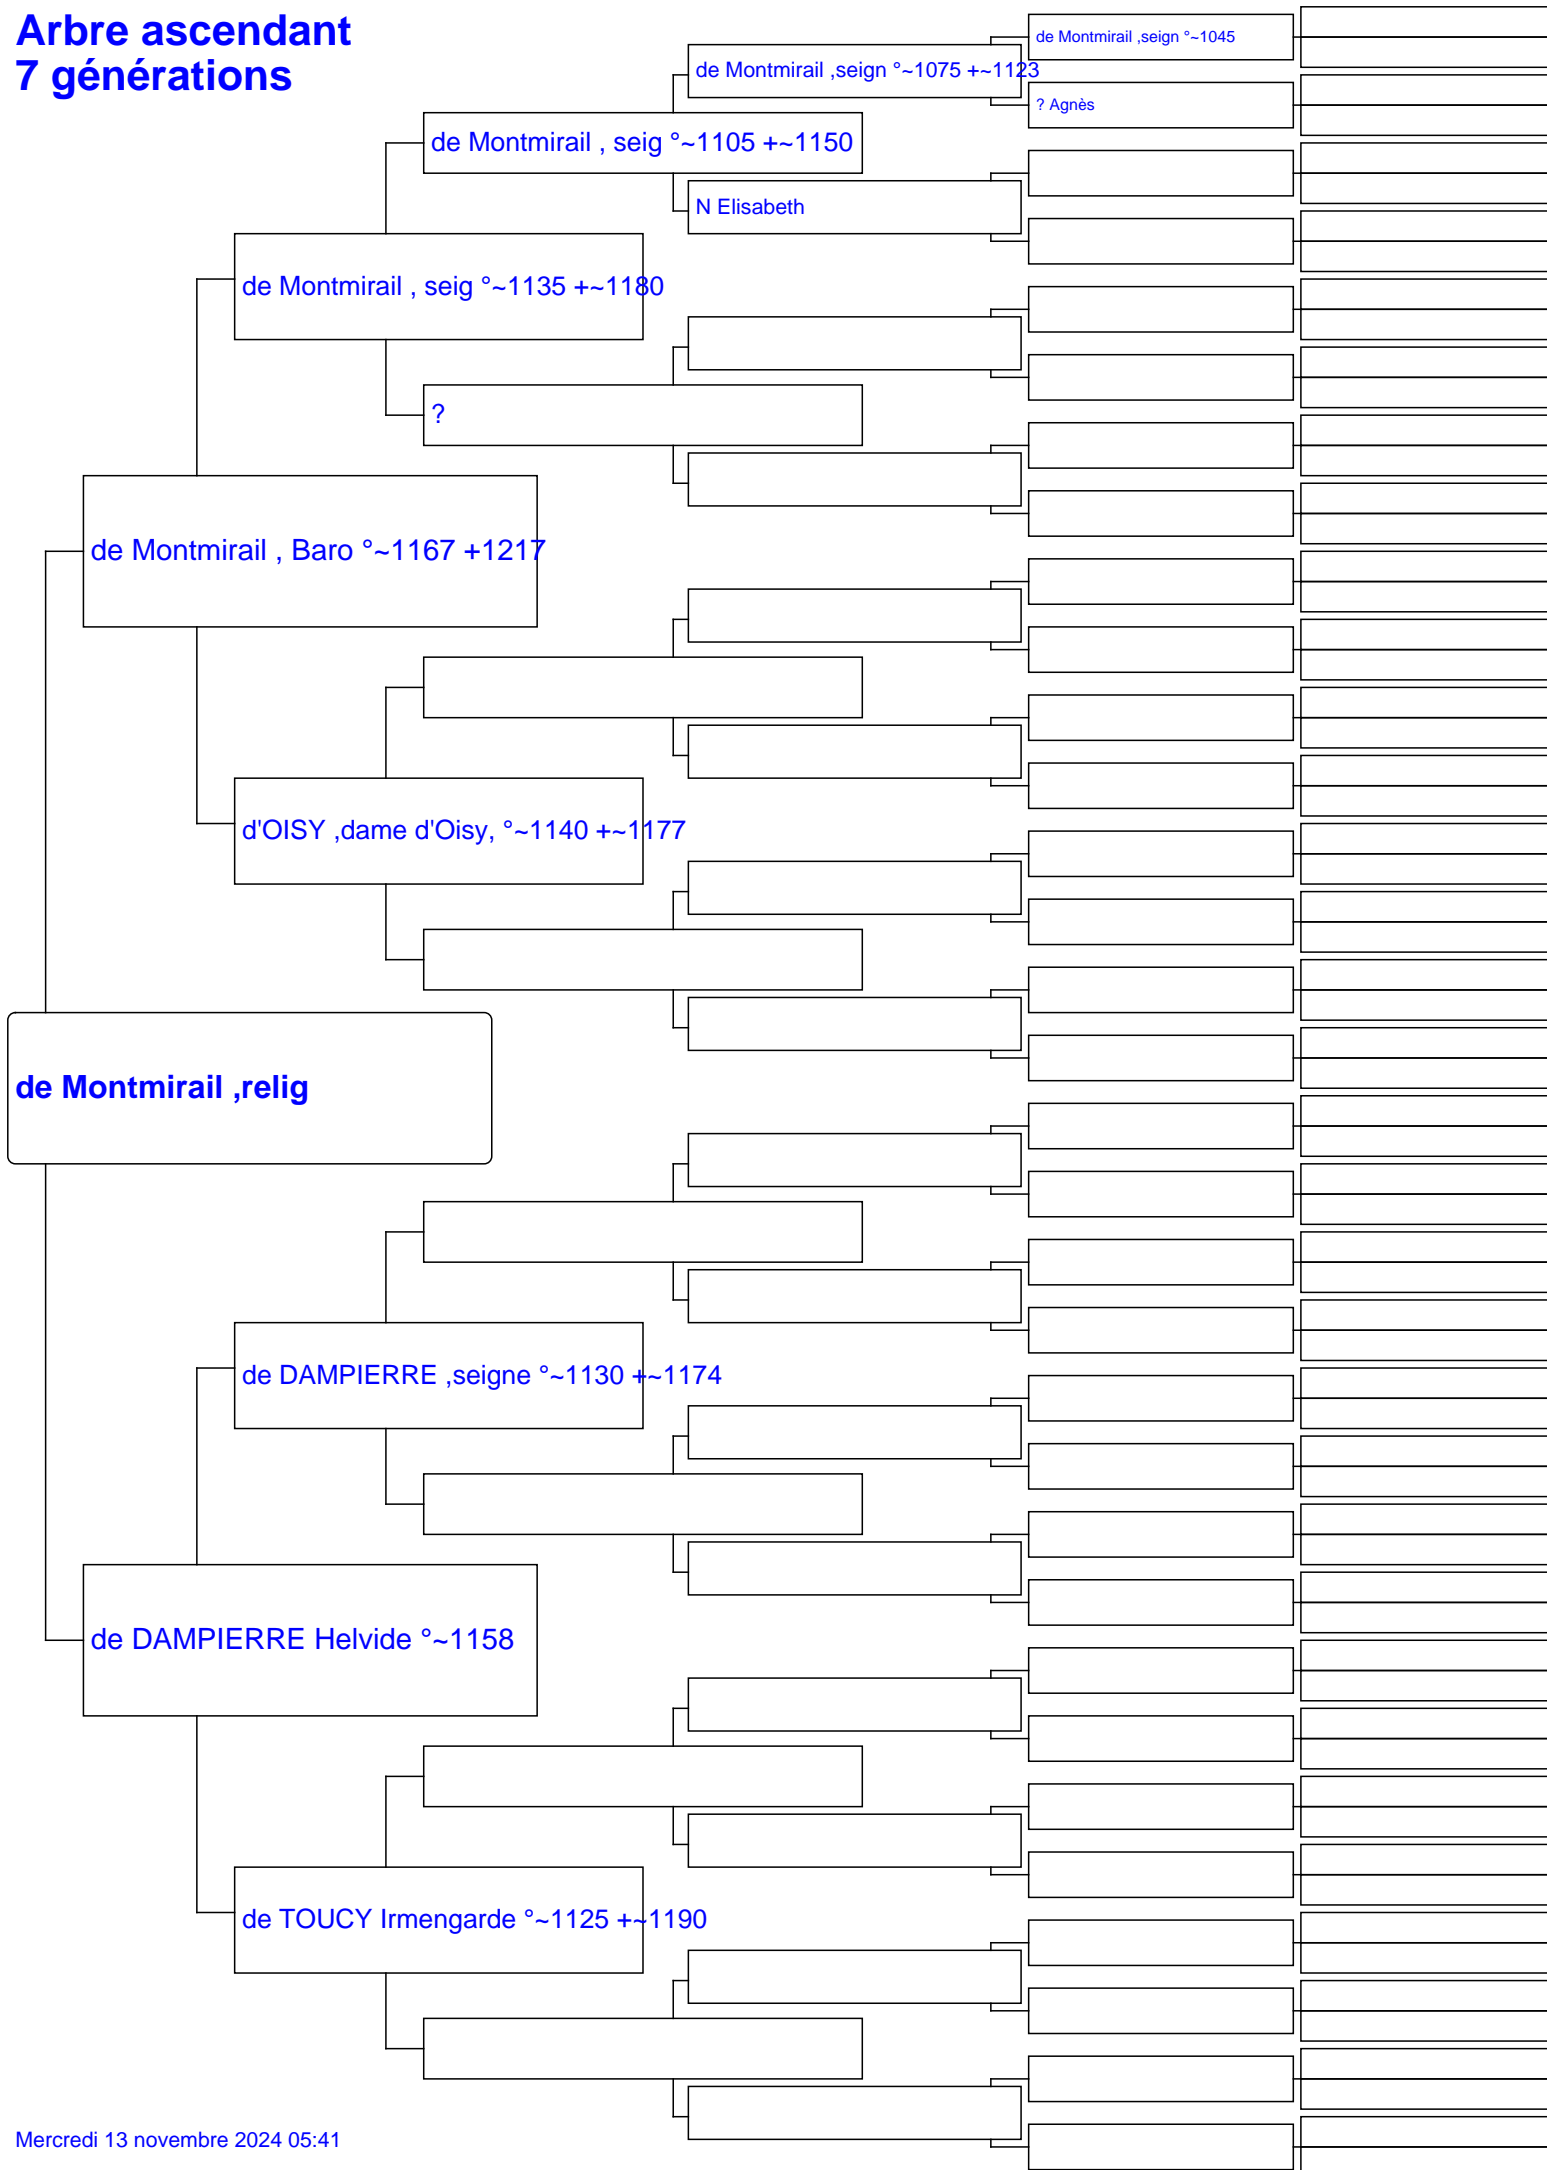 Arbre ascendant
7 générations
de Montmirail ,seign °~1045
de Montmirail ,seign °~1075 +~1123
? Agnès
de Montmirail , seig °~1105 +~1150
N Elisabeth
de Montmirail , seig °~1135 +~1180
?
de Montmirail , Baro °~1167 +1217
d'OISY ,dame d'Oisy, °~1140 +~1177
de Montmirail ,relig
de DAMPIERRE ,seigne °~1130 +~1174
de DAMPIERRE Helvide °~1158
de TOUCY Irmengarde °~1125 +~1190
Mercredi 13 novembre 2024 05:41